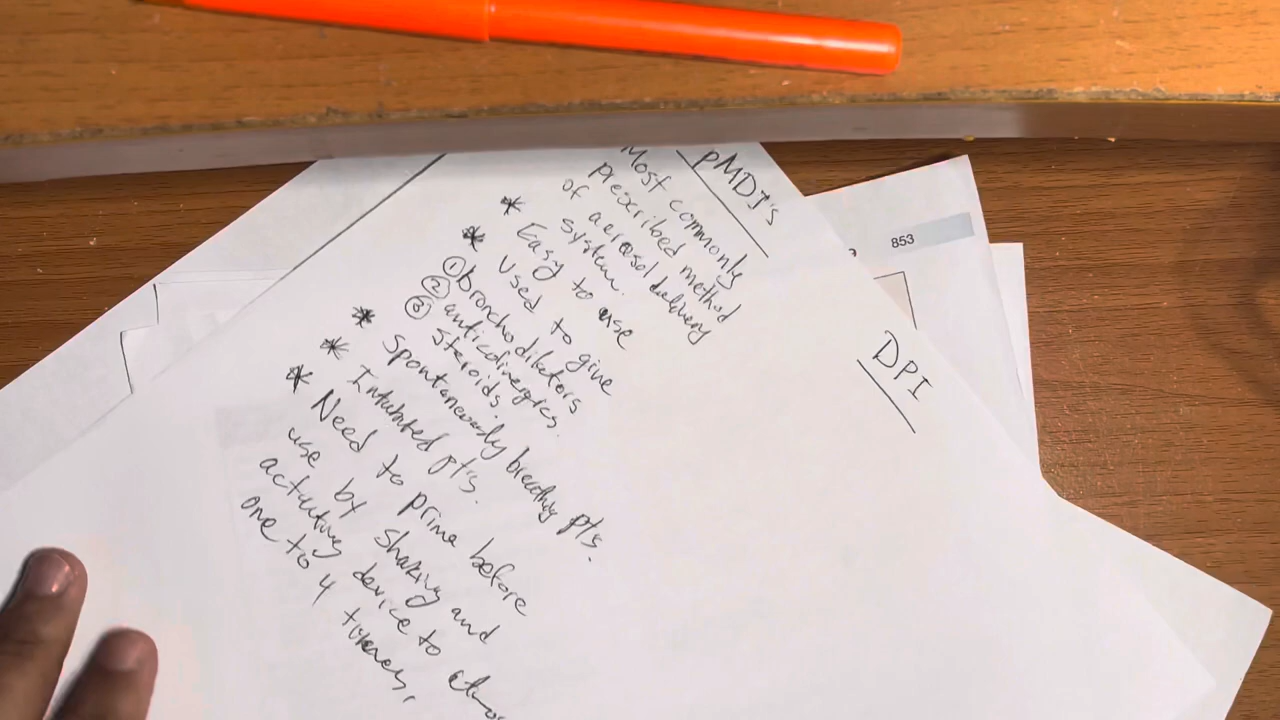 pMDI's
Most commonly
prescribed method
of aerosol delivery
system.
* Easy to use
* Used to give
① bronchodilators
② anticolinergics
③ steroids.
* Spontaneously breathing pts.
* Intubated pts.
* Need to prime before
use by shaking and
actuating device to
one to 4 times,
DPI
853